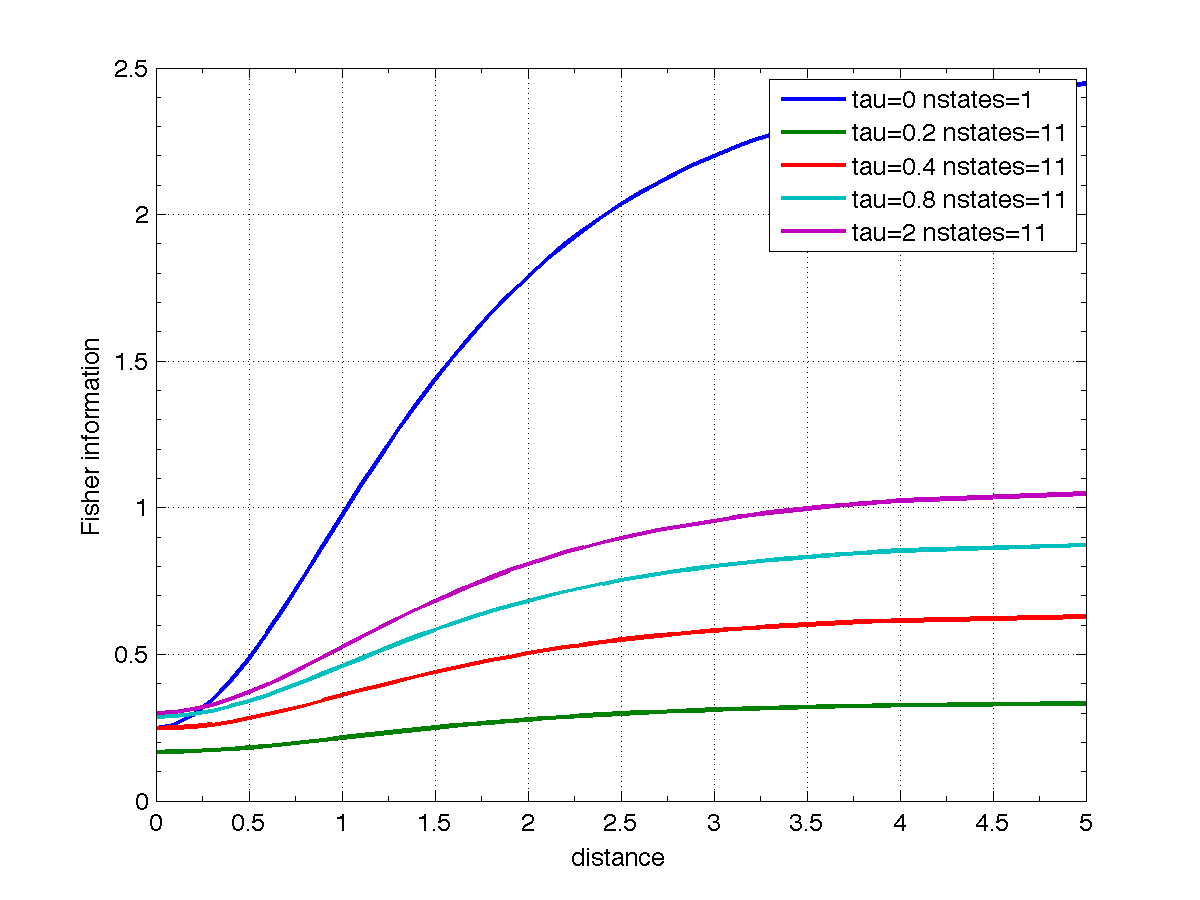 2.5
2
1.5
1
0.5
0
Fisher information
tau=0 nstates=1
tau=0.2 nstates=11
tau=0.4 nstates=11
tau=0.8 nstates=11
tau=2 nstates=11
0 0.5 1 1.5 2 2.5 3 3.5 4 4.5 5
distance